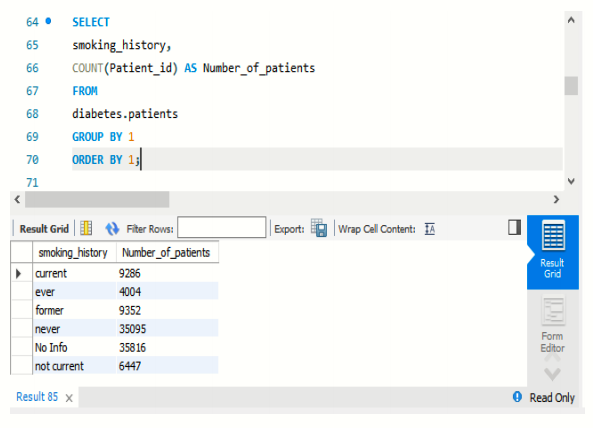 64 SELECT
65 smoking_history,
66 COUNT(Patient_id) AS Number_of_patients
67 FROM
68 diabetes.patients
69 GROUP BY 1
70 ORDER BY 1;
71
Result Grid Filter Rows: Export: Wrap Cell Content: IA
smoking_history Number_of_patients
current 9286
ever 4004
former 9352
never 35095
No Info 35816
not current 6447
Result Grid
Form Editor
Result 85 x Read Only